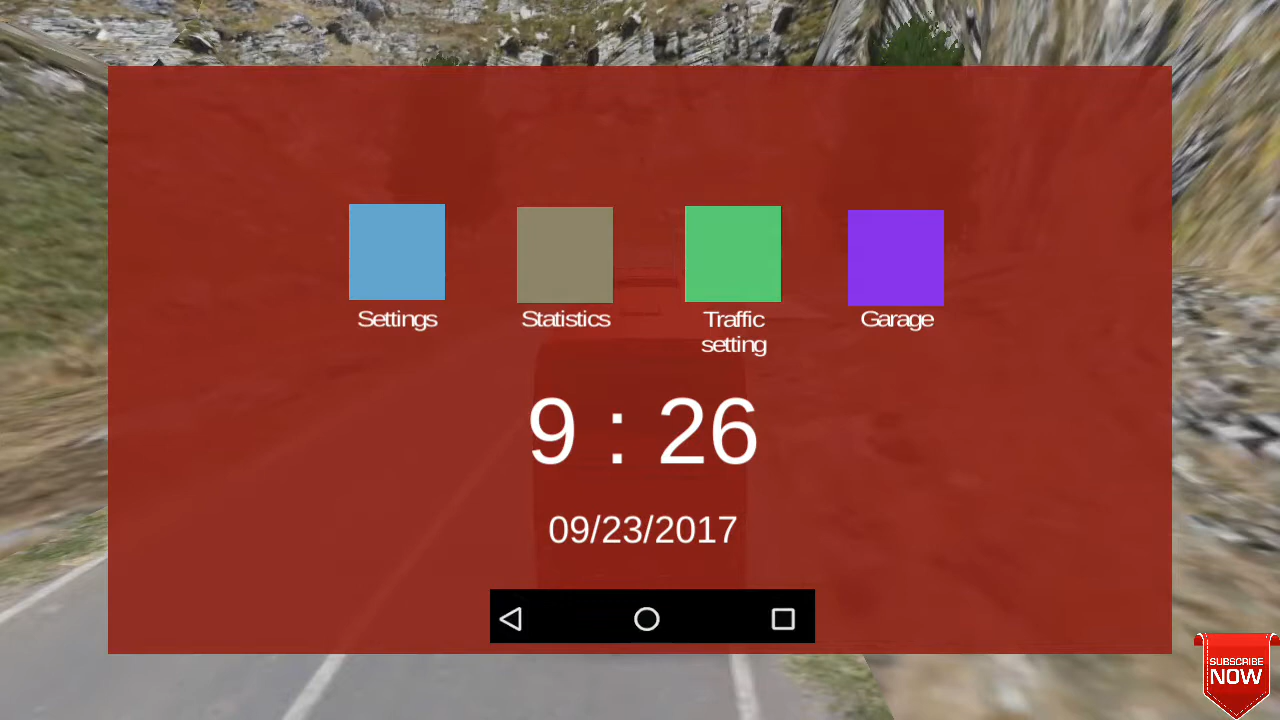 Settings
Statistics
Traffic
setting
Garage
9 : 26
09/23/2017
SUBSCRIBE
NOW